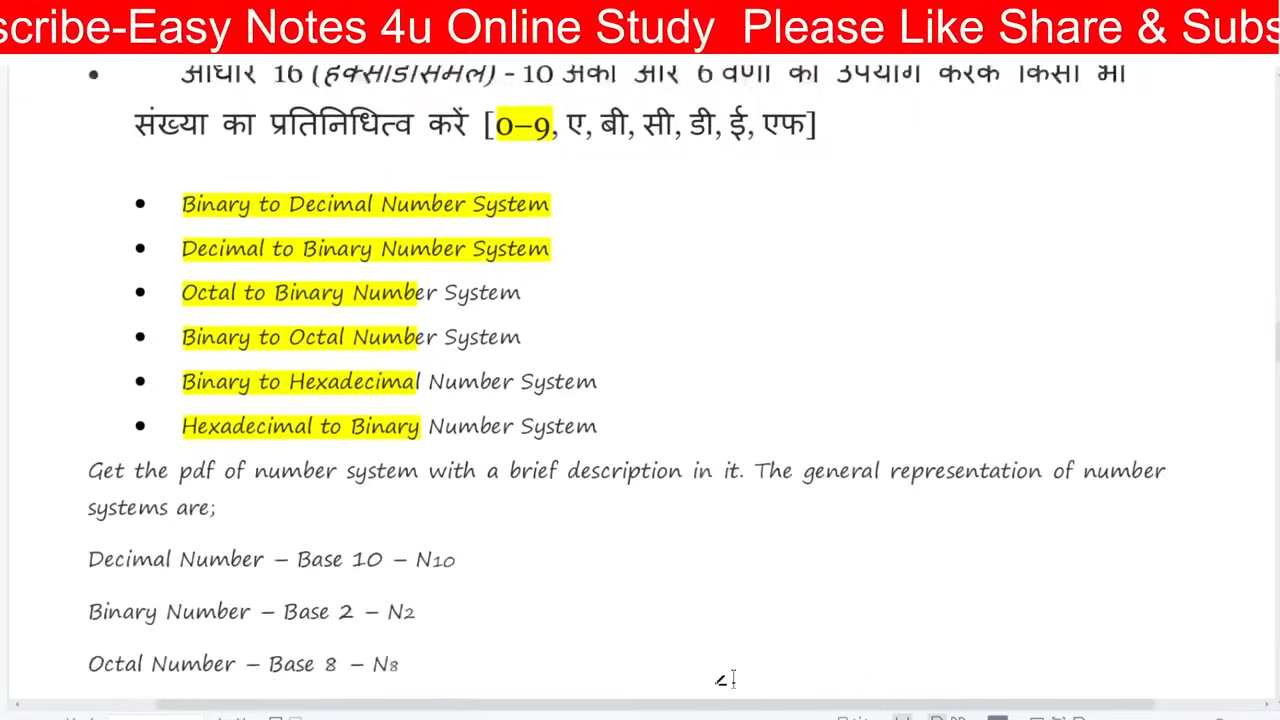 scribe-Easy Notes 4u Online Study Please Like Share & Subs
• आधार 16 (हेक्साडेसिमल) - 10 अंकों और 6 वर्णों का उपयोग करके किसी भी
संख्या का प्रतिनिधित्व करें [0–9, ए, बी, सी, डी, ई, एफ]
• Binary to Decimal Number System
• Decimal to Binary Number System
• Octal to Binary Number System
• Binary to Octal Number System
• Binary to Hexadecimal Number System
• Hexadecimal to Binary Number System
Get the pdf of number system with a brief description in it. The general representation of number
systems are;
Decimal Number – Base 10 – N10
Binary Number – Base 2 – N2
Octal Number – Base 8 – N8